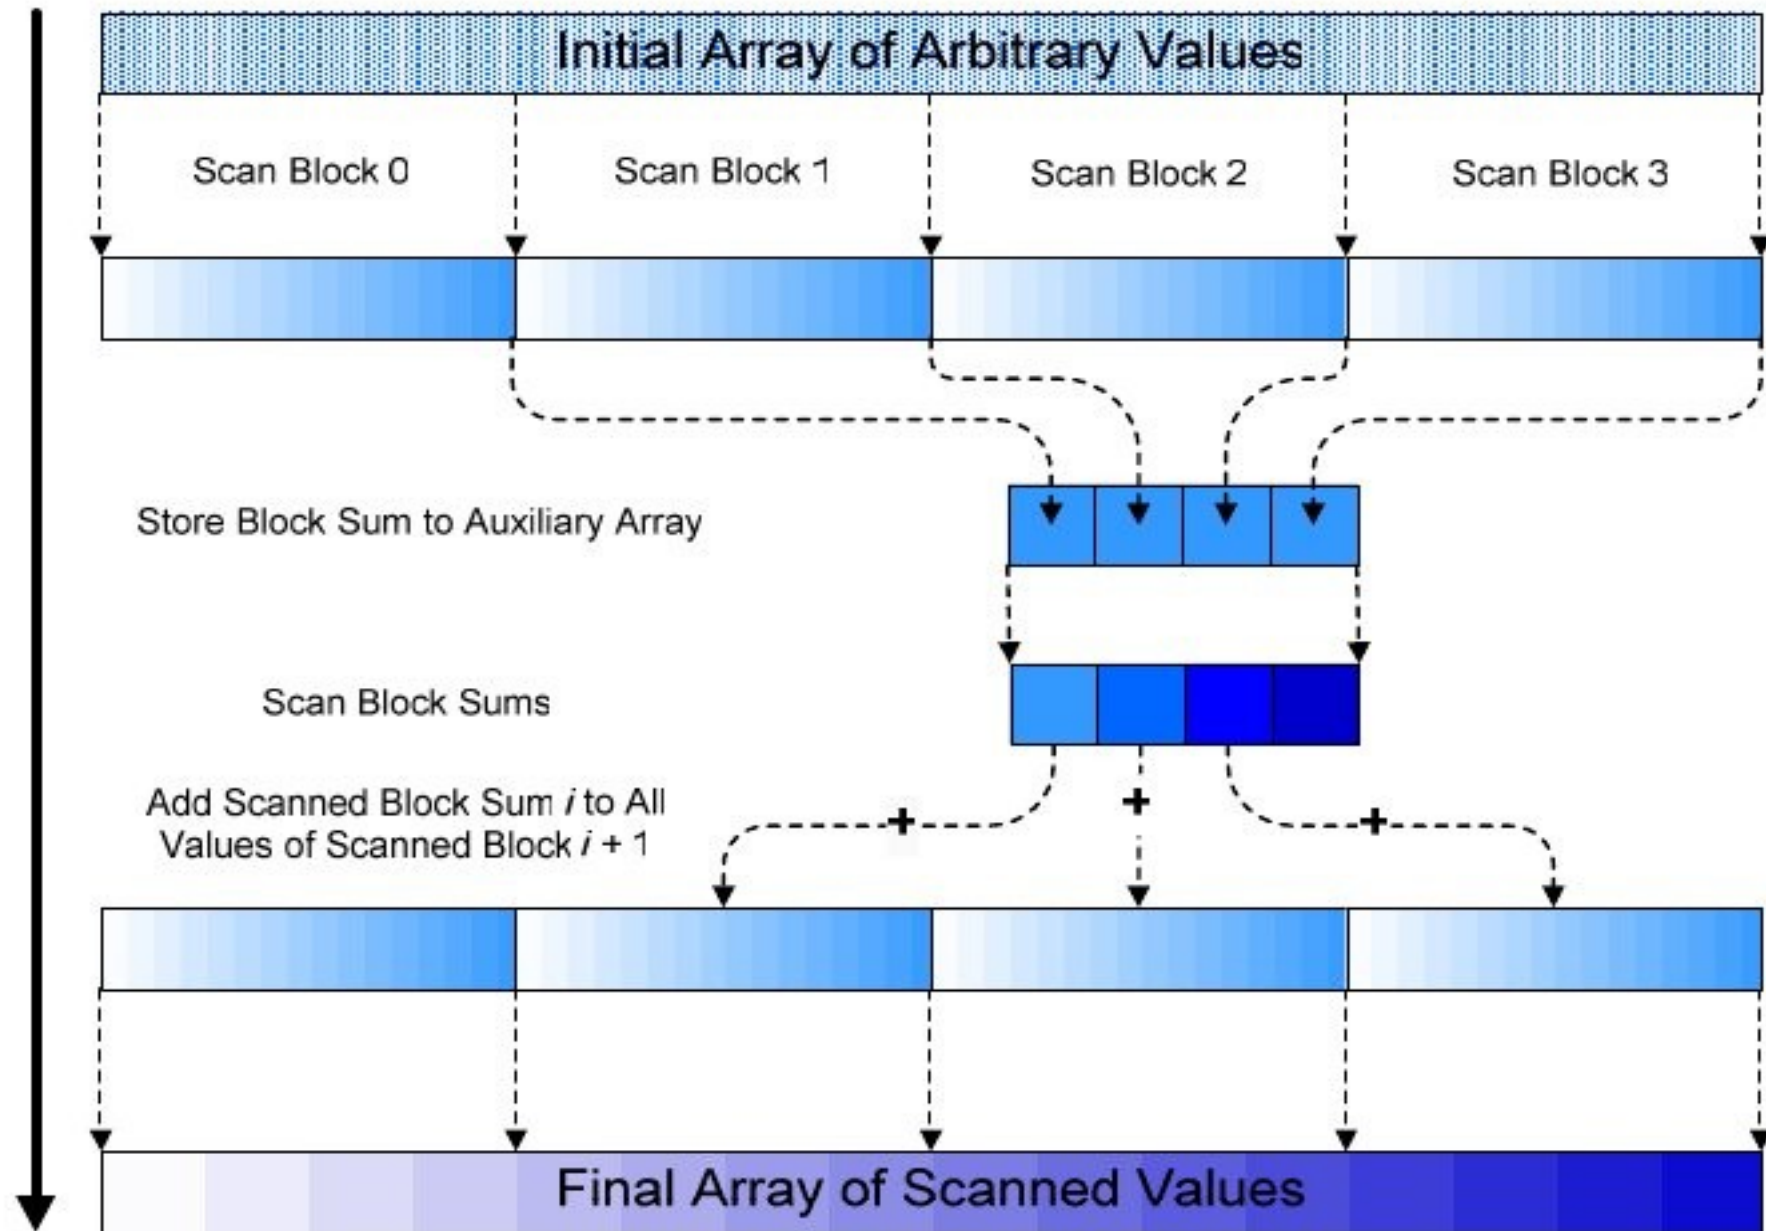 Initial Array of Arbitrary Values
Scan Block 0
Scan Block 1
Scan Block 2
Scan Block 3
Store Block Sum to Auxiliary Array
Scan Block Sums
Add Scanned Block Sum i to All
Values of Scanned Block i + 1
+
+
+
Final Array of Scanned Values